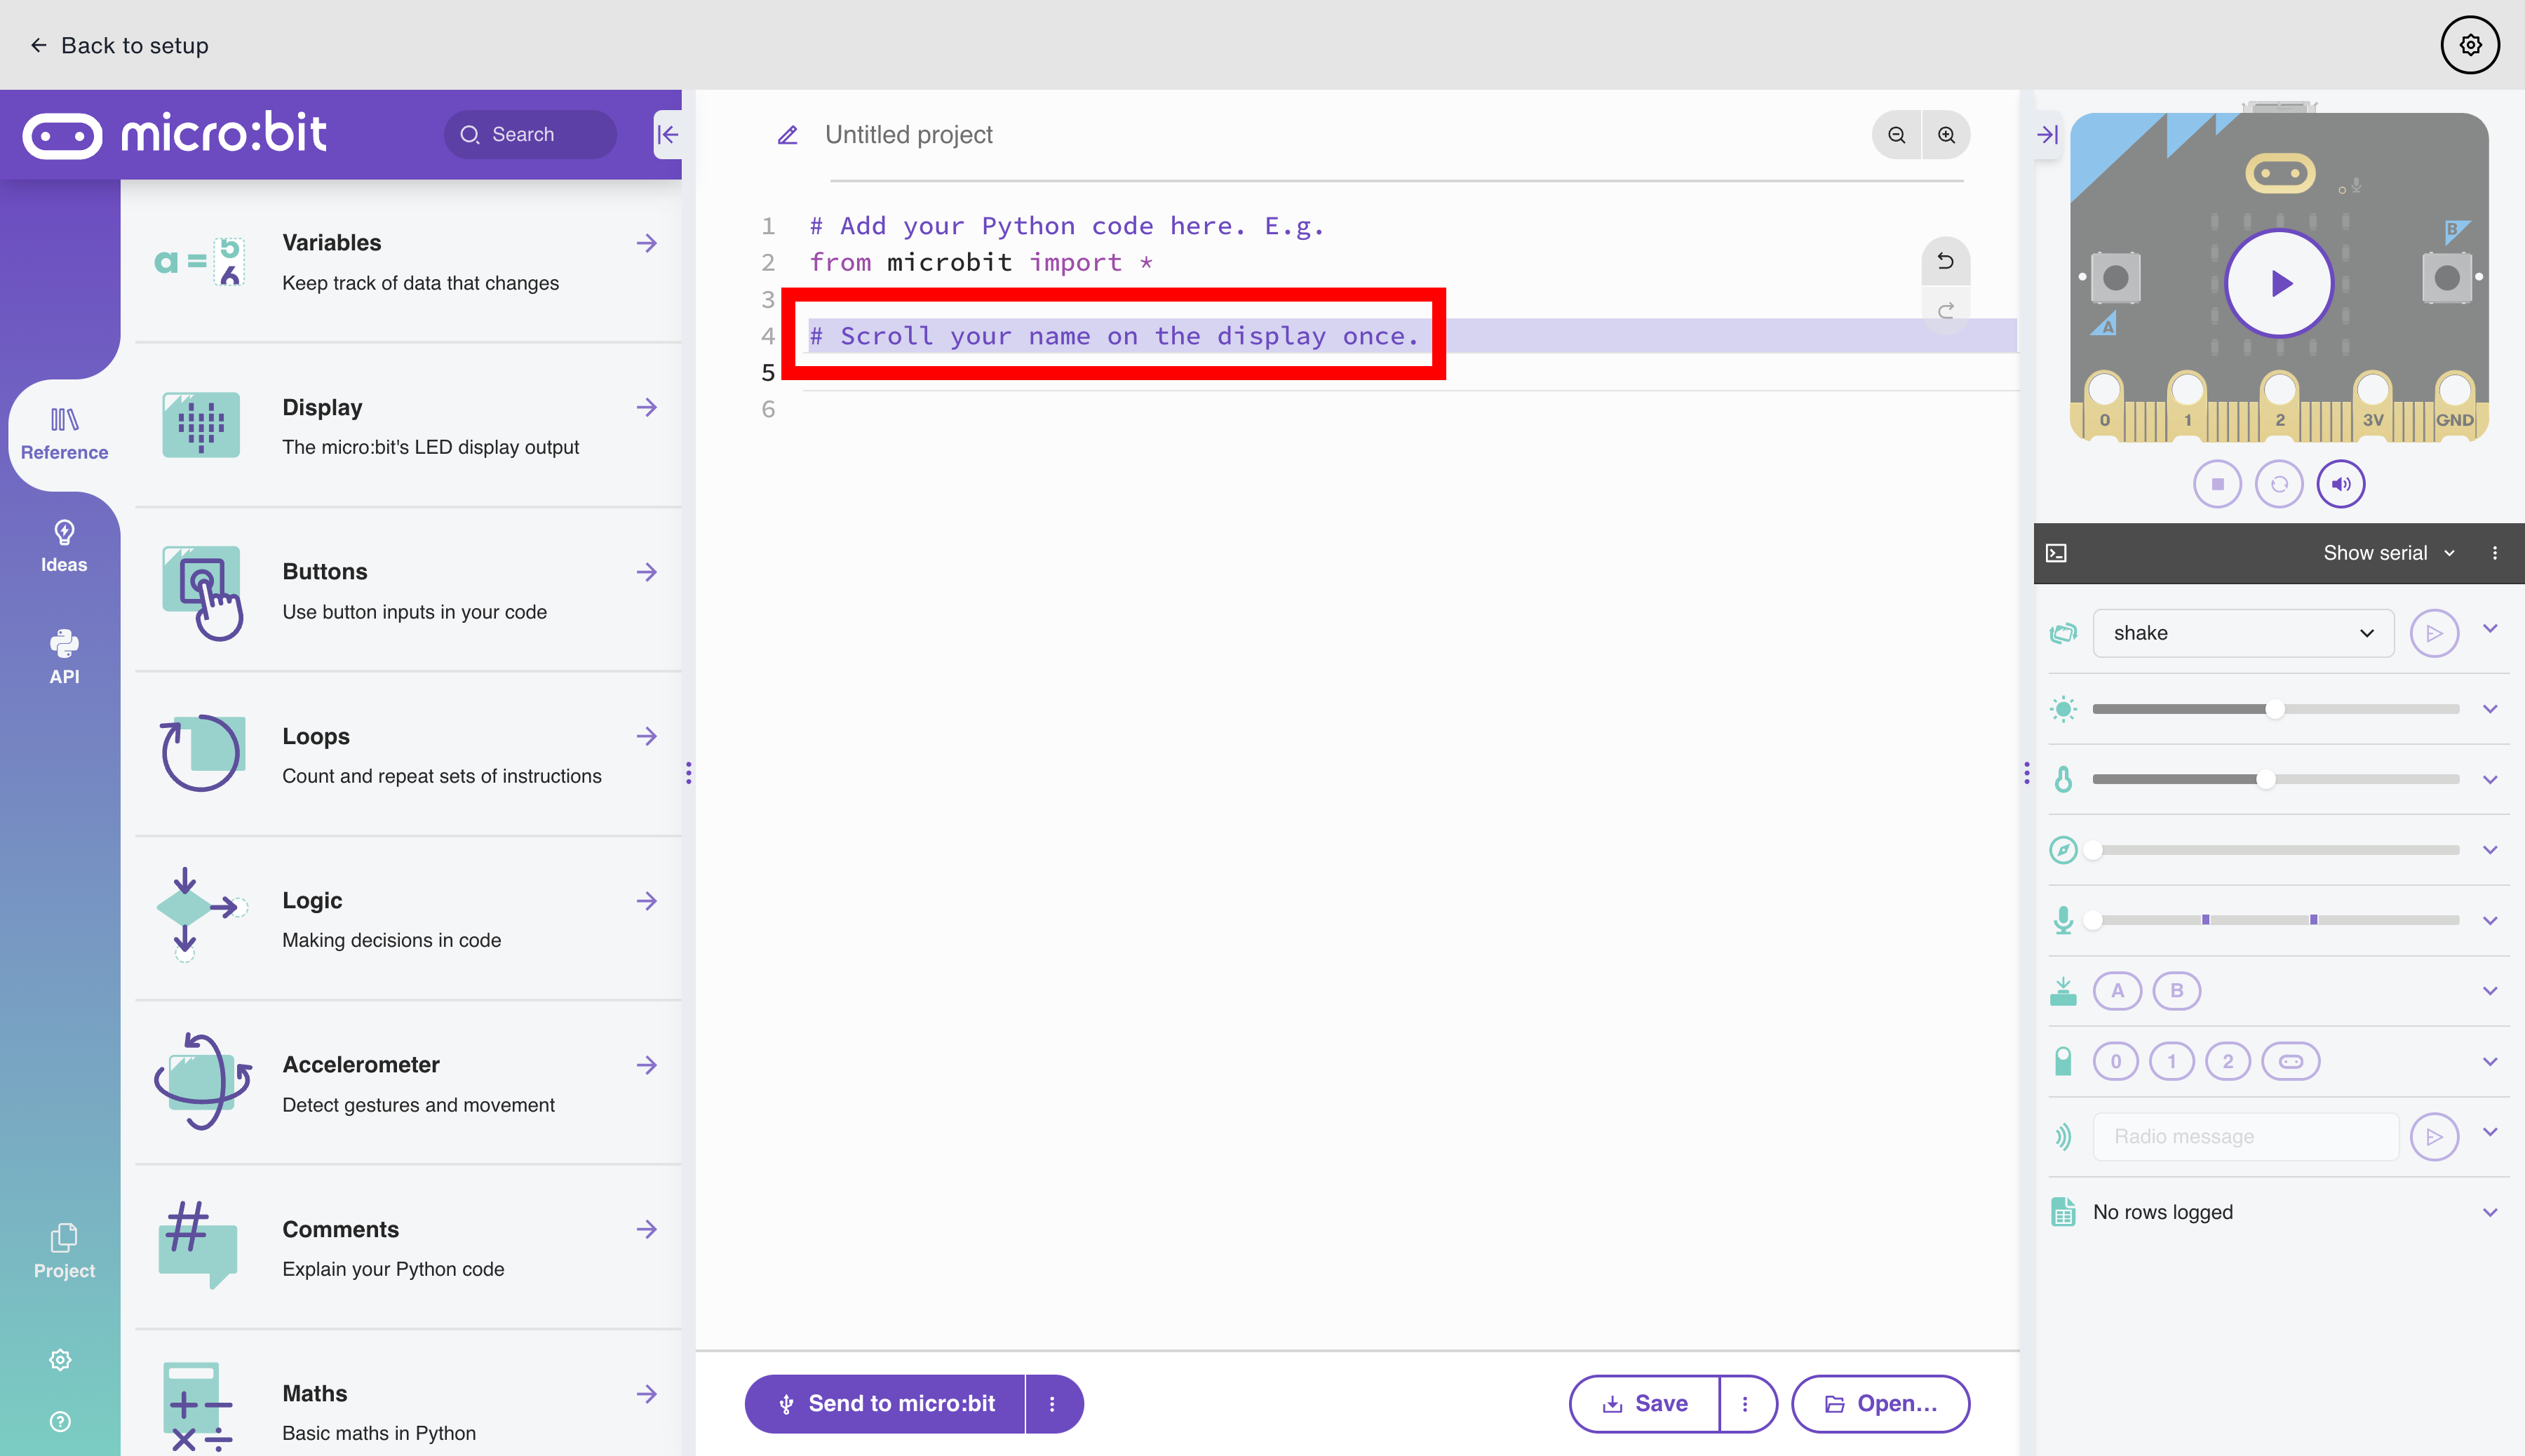 Back to setup
micro:bit
Search
Untitled project
Reference
Ideas
API
Project
a = 5
6
Variables
Keep track of data that changes
Display
The micro:bit's LED display output
Buttons
Use button inputs in your code
Loops
Count and repeat sets of instructions
Logic
Making decisions in code
Accelerometer
Detect gestures and movement
#
Comments
Explain your Python code
Maths
Basic maths in Python
1 # Add your Python code here. E.g.
2 from microbit import *
3
4 # Scroll your name on the display once.
5
6
Send to micro:bit
Save
Open...
B
A
0 1 2 3V GND
Show serial
shake
A B
0 1 2
Radio message
No rows logged